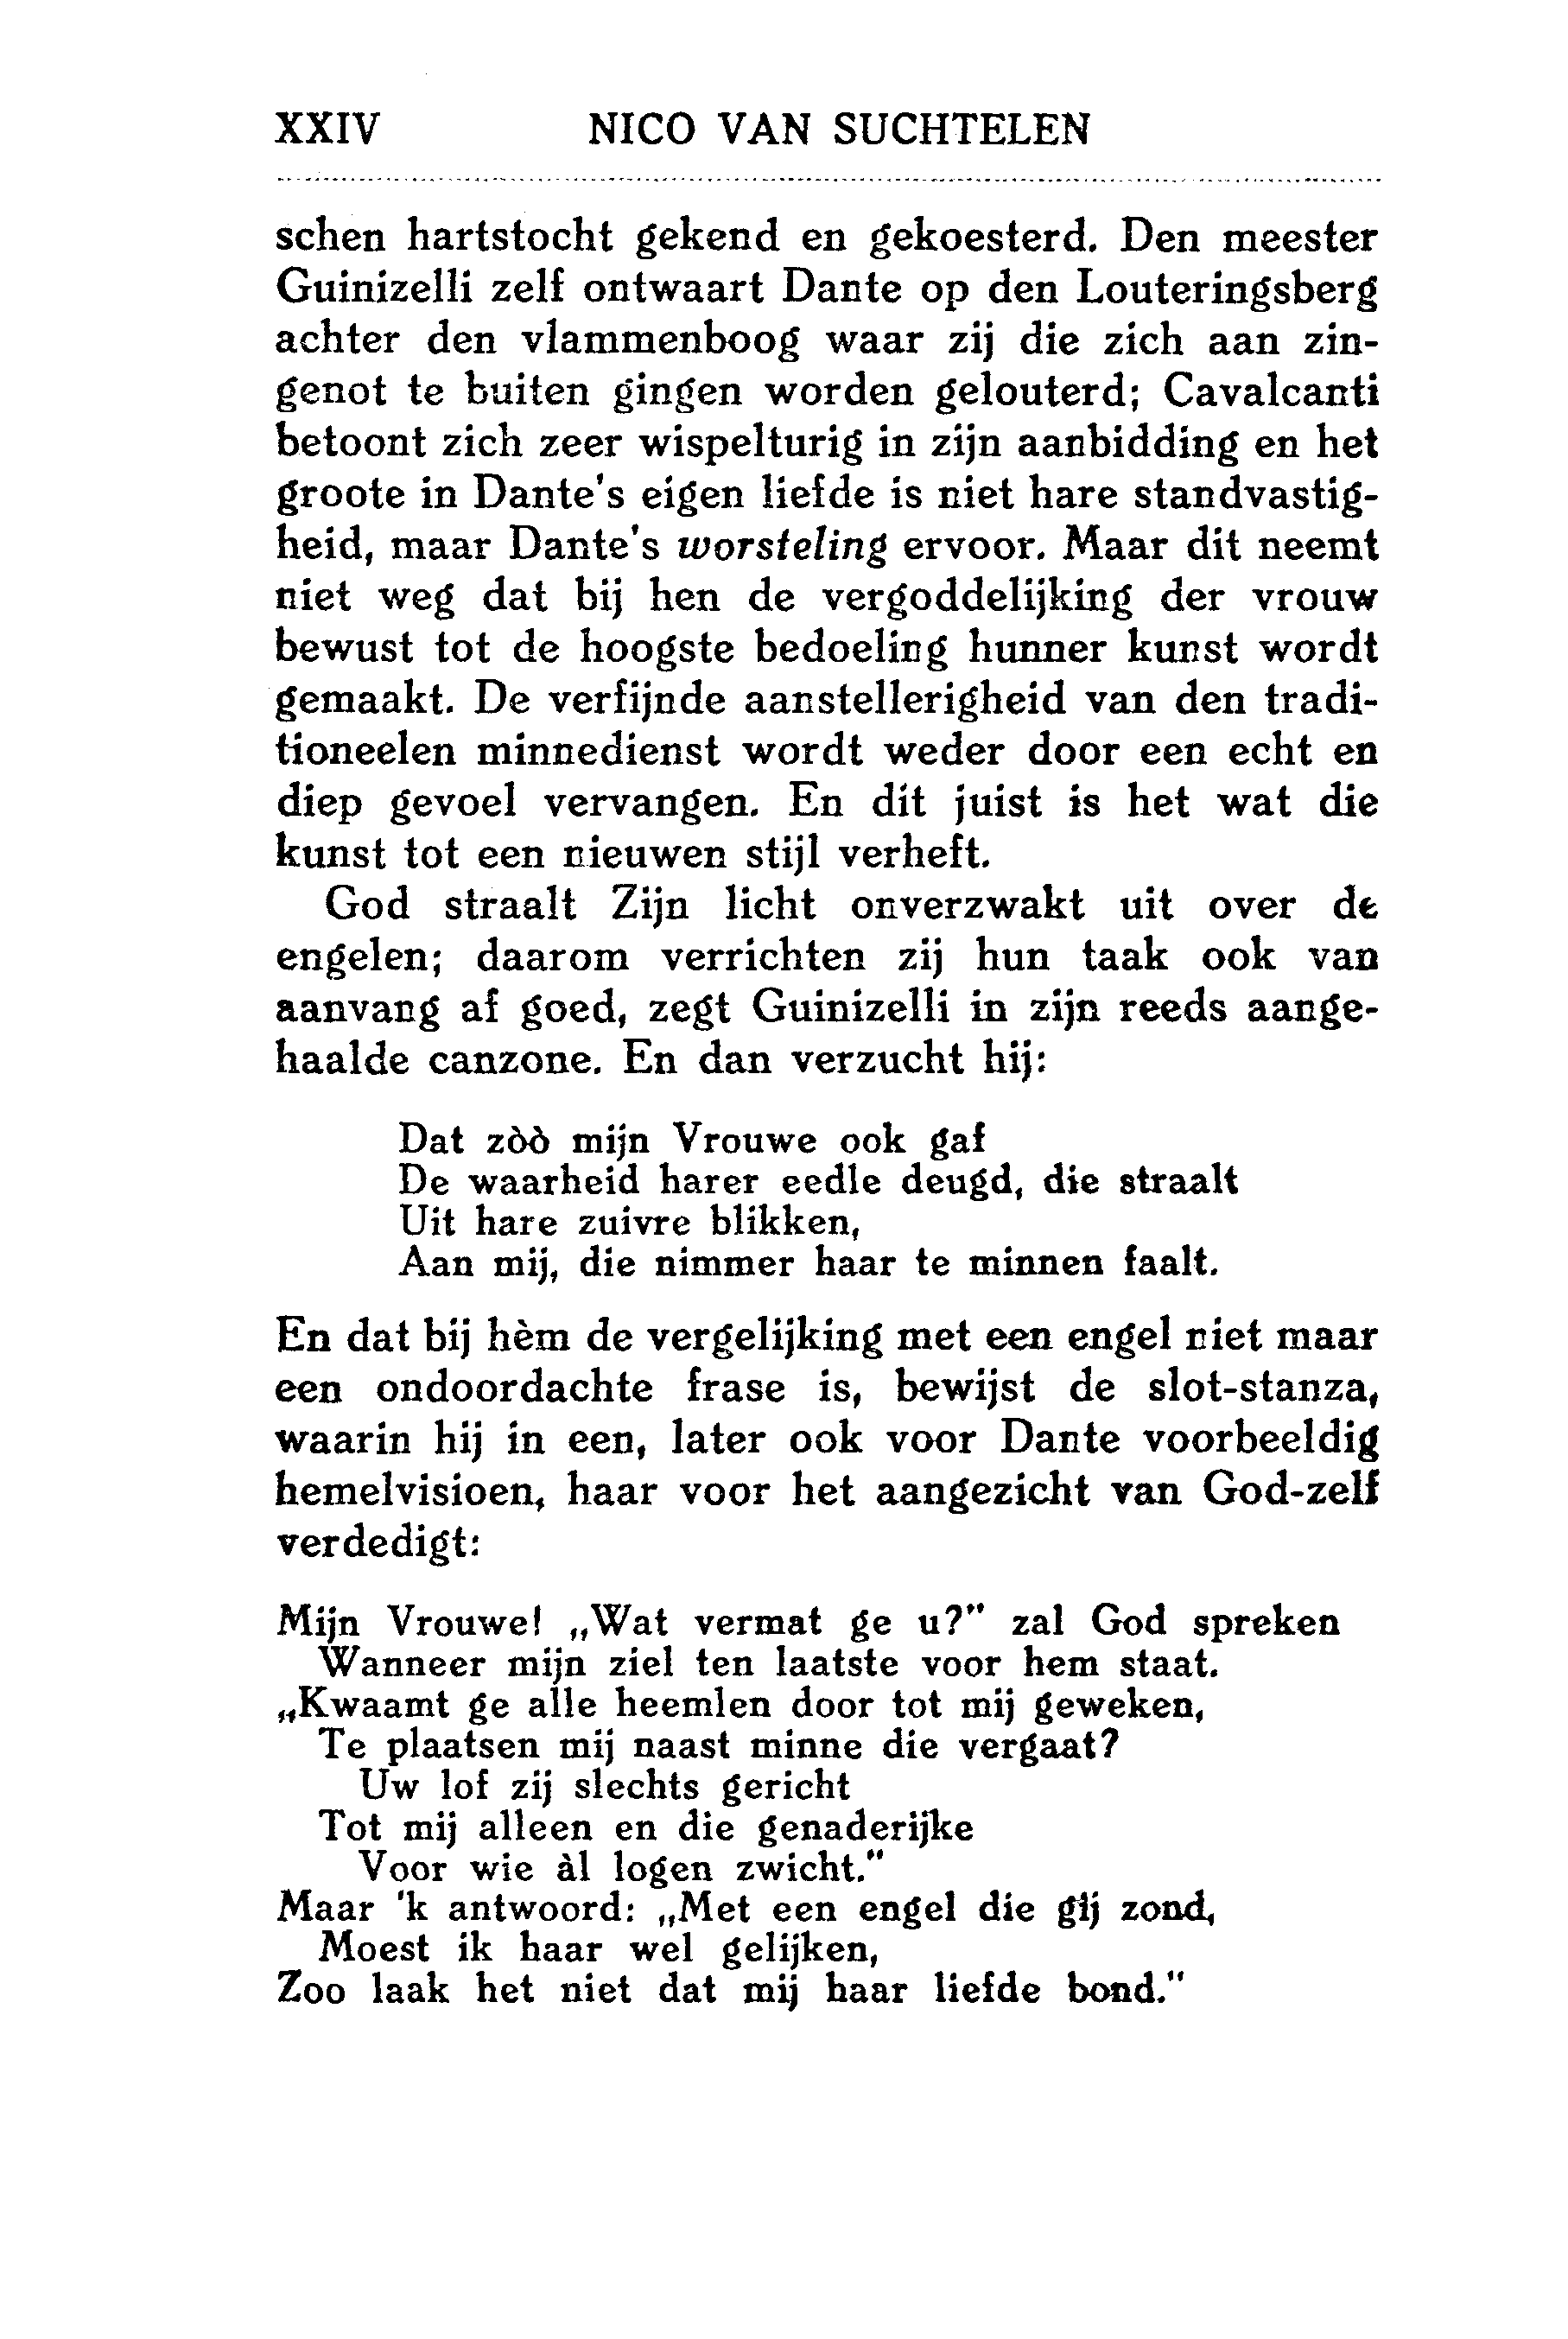 XXIV NICO VAN SUCHTELEN
schen hartstocht gekend en gekoesterd. Den meester
Guinizelli zelf ontwaart Dante op den Louteringsberg
achter den vlammenboog waar zij die zich aan zin-
genot te buiten gingen worden gelouterd; Cavalcanti
betoont zich zeer wispelturig in zijn aanbidding en het
groote in Dante's eigen liefde is niet hare standvastig-
heid, maar Dante's worsteling ervoor. Maar dit neemt
niet weg dat bij hen de vergoddelijking der vrouw
bewust tot de hoogste bedoeling hunner kunst wordt
gemaakt. De verfijnde aanstellerigheid van den tradi-
tioneelen minnedienst wordt weder door een echt en
diep gevoel vervangen. En dit juist is het wat die
kunst tot een nieuwen stijl verheft.
God straalt Zijn licht onverzwakt uit over de
engelen; daarom verrichten zij hun taak ook van
aanvang af goed, zegt Guinizelli in zijn reeds aange-
haalde canzone. En dan verzucht hij:
Dat zòò mijn Vrouwe ook gaf
De waarheid harer eedle deugd, die straalt
Uit hare zuivre blikken,
Aan mij, die nimmer haar te minnen faalt.
En dat bij hèm de vergelijking met een engel niet maar
een ondoordachte frase is, bewijst de slot-stanza,
waarin hij in een, later ook voor Dante voorbeeldig
hemelvisioen, haar voor het aangezicht van God-zelf
verdedigt:
Mijn Vrouwe! „Wat vermat ge u?" zal God spreken
Wanneer mijn ziel ten laatste voor hem staat.
„Kwaamt ge alle heemlen door tot mij geweken,
Te plaatsen mij naast minne die vergaat?
Uw lof zij slechts gericht
Tot mij alleen en die genaderijke
Voor wie àl logen zwicht."
Maar 'k antwoord: „Met een engel die gij zond,
Moest ik haar wel gelijken,
Zoo laak het niet dat mij haar liefde bond."